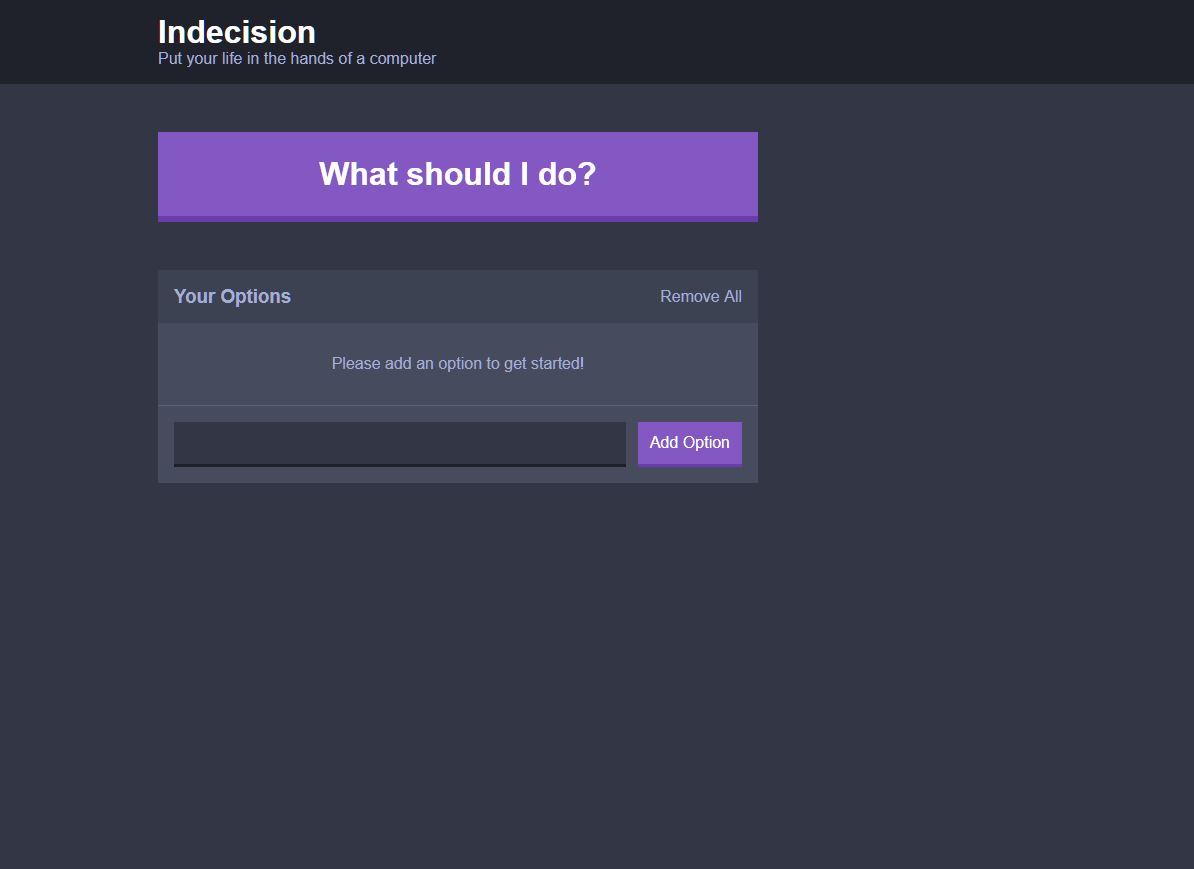 Indecision
Put your life in the hands of a computer
What should I do?
Your Options
Remove All
Please add an option to get started!
Add Option